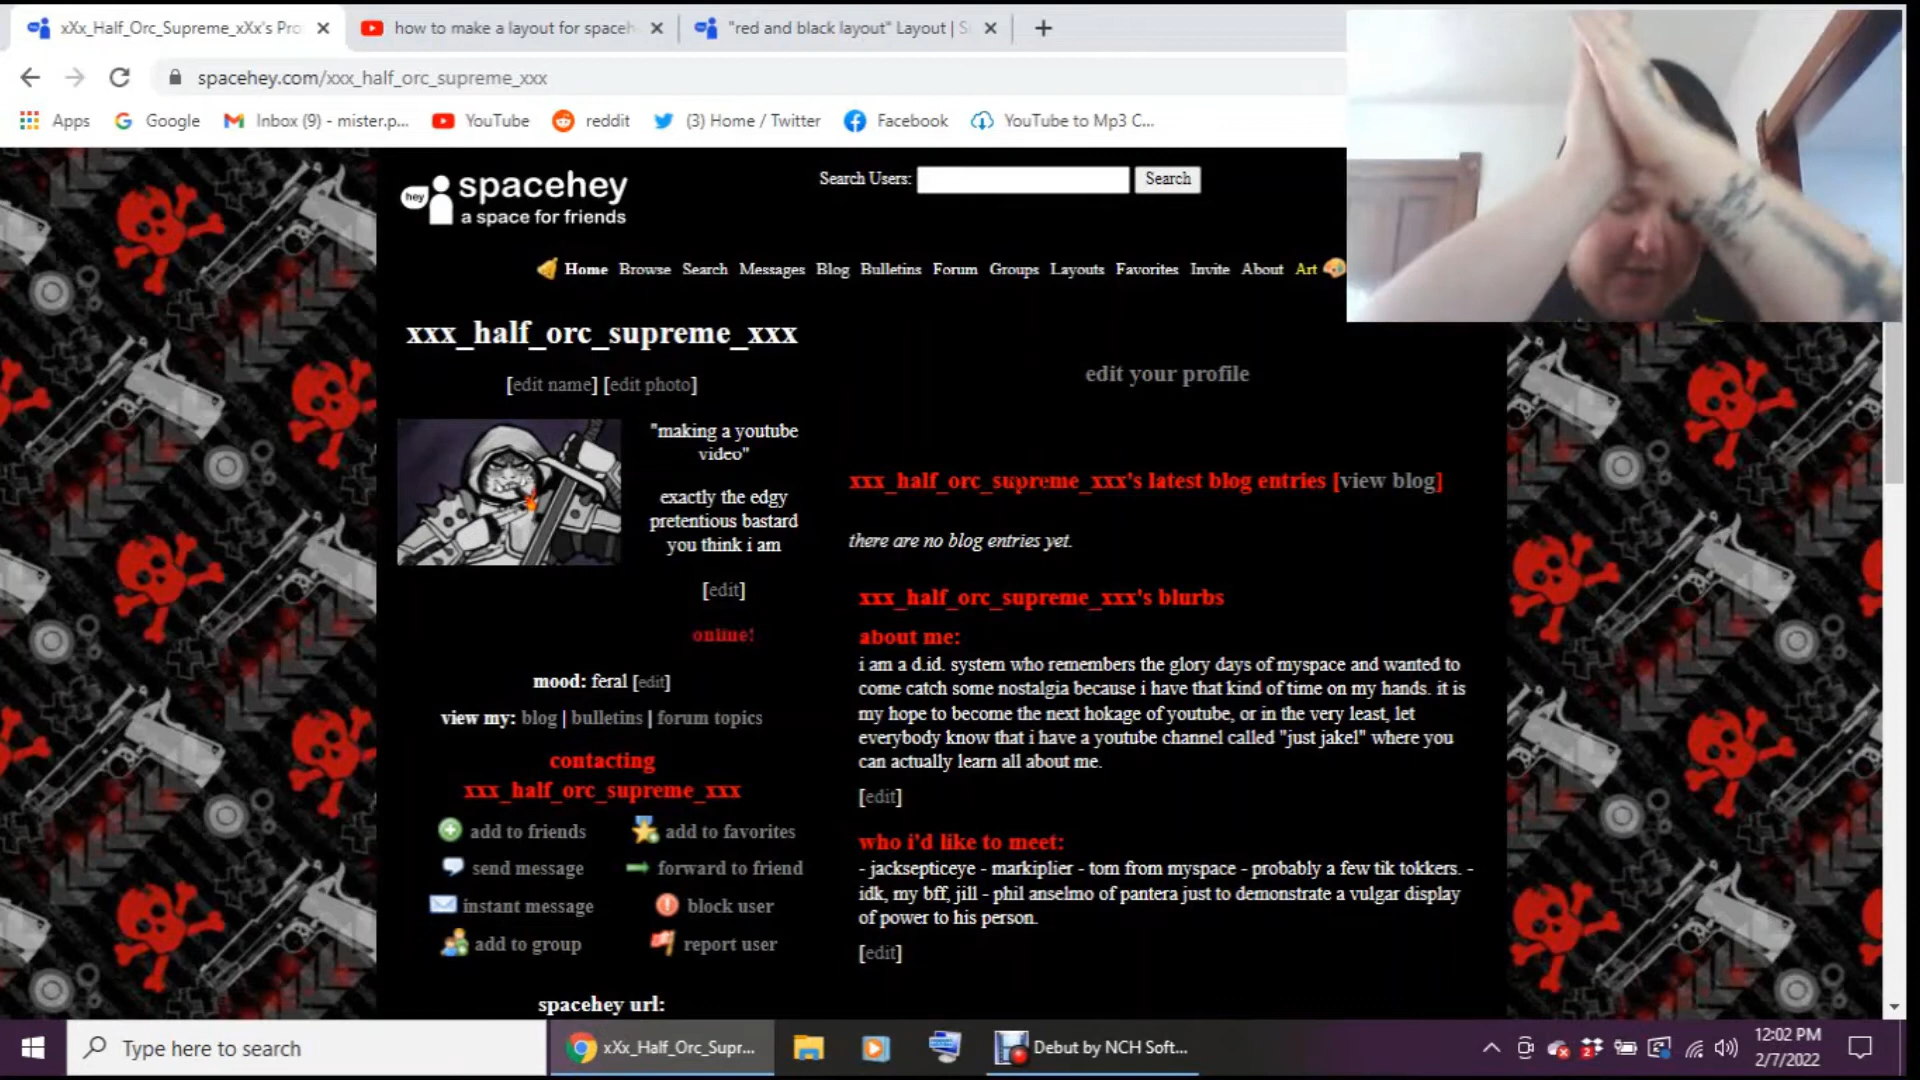 xXx_Half_Orc_Supreme_xXx's Pro
how to make a layout for spaceh
"red and black layout" Layout | S
spacehey.com/xxx_half_orc_supreme_xxx
Apps Google Inbox (9) - mister.p... YouTube reddit (3) Home / Twitter Facebook YouTube to Mp3 C...
hey
spacehey
a space for friends
Search Users: Search
Home Browse Search Messages Blog Bulletins Forum Groups Layouts Favorites Invite About Art
xxx_half_orc_supreme_xxx
[edit name] [edit photo]
"making a youtube
video"
exactly the edgy
pretentious bastard
you think i am
[edit]
online!
mood: feral [edit]
view my: blog | bulletins | forum topics
contacting
xxx_half_orc_supreme_xxx
add to friends add to favorites
send message forward to friend
instant message block user
add to group report user
spacehey url:
edit your profile
xxx_half_orc_supreme_xxx's latest blog entries [view blog]
there are no blog entries yet.
xxx_half_orc_supreme_xxx's blurbs
about me:
i am a d.id. system who remembers the glory days of myspace and wanted to
come catch some nostalgia because i have that kind of time on my hands. it is
my hope to become the next hokage of youtube, or in the very least, let
everybody know that i have a youtube channel called "just jakel" where you
can actually learn all about me.
[edit]
who i'd like to meet:
- jacksepticeye - markiplier - tom from myspace - probably a few tik tokkers. -
idk, my bff, jill - phil anselmo of pantera just to demonstrate a vulgar display
of power to his person.
[edit]
Type here to search
xXx_Half_Orc_Supr...
Debut by NCH Soft...
2
12:02 PM
2/7/2022